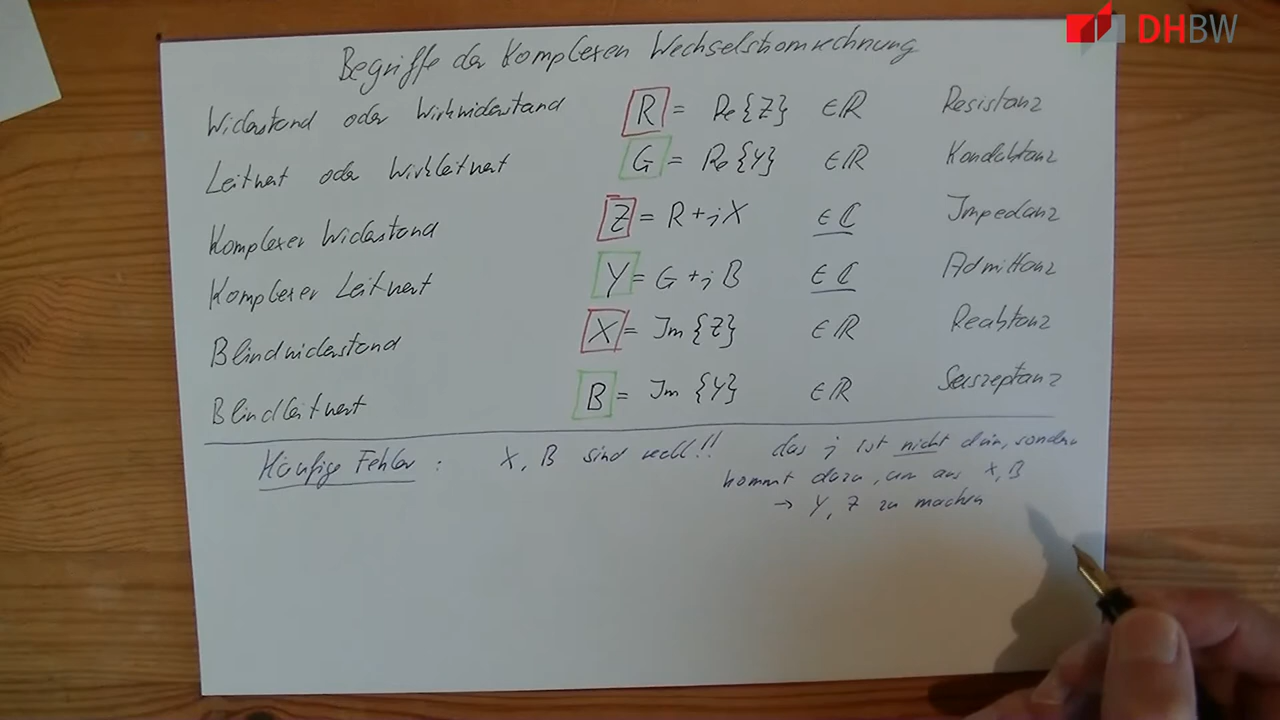 DHBW
Begriffe der Komplexen Wechselstromrechnung
Widerstand oder Wirkwiderstand R = Re{Z} ∈ ℝ Resistanz
Leitwert oder Wirkleitwert G = Re{Y} ∈ ℝ Konduktanz
Komplexer Widerstand Z = R + jX ∈ ℂ Impedanz
Komplexer Leitwert Y = G + jB ∈ ℂ Admittanz
Blindwiderstand X = Im{Z} ∈ ℝ Reaktanz
Blindleitwert B = Im{Y} ∈ ℝ Suszeptanz
Häufige Fehler: X, B sind reell!! das j ist nicht drin, sondern
kommt dazu, um aus X, B
→ Y, Z zu machen